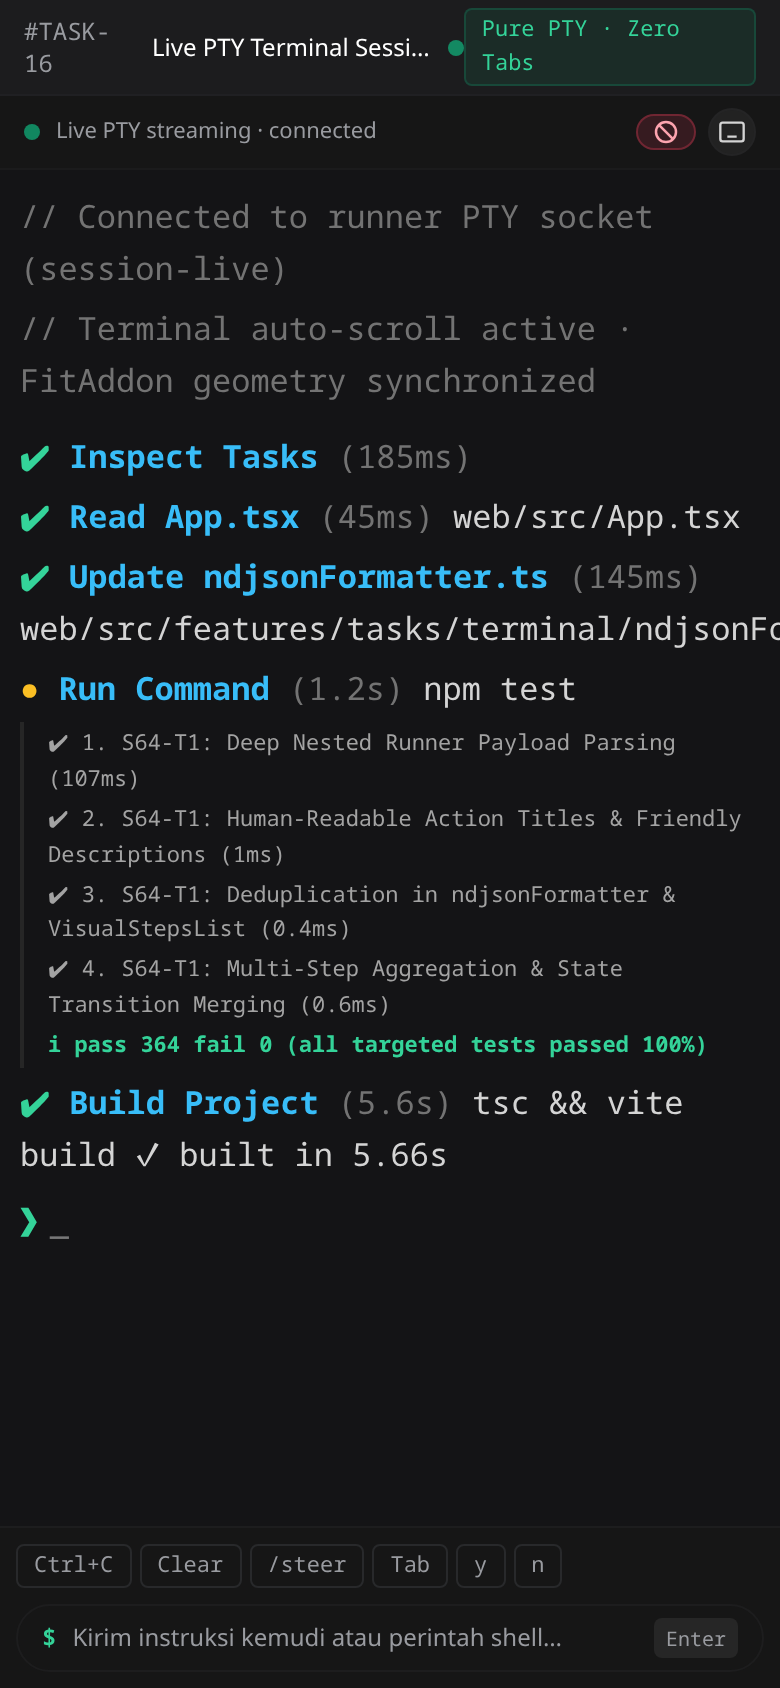 #TASK-
16
Live PTY Terminal Sessi...
Pure PTY · Zero
Tabs
Live PTY streaming · connected
// Connected to runner PTY socket
(session-live)
// Terminal auto-scroll active ·
FitAddon geometry synchronized
✔ Inspect Tasks (185ms)
✔ Read App.tsx (45ms) web/src/App.tsx
✔ Update ndjsonFormatter.ts (145ms)
web/src/features/tasks/terminal/ndjsonFo
● Run Command (1.2s) npm test
✔ 1. S64-T1: Deep Nested Runner Payload Parsing
(107ms)
✔ 2. S64-T1: Human-Readable Action Titles & Friendly
Descriptions (1ms)
✔ 3. S64-T1: Deduplication in ndjsonFormatter &
VisualStepsList (0.4ms)
✔ 4. S64-T1: Multi-Step Aggregation & State
Transition Merging (0.6ms)
i pass 364 fail 0 (all targeted tests passed 100%)
✔ Build Project (5.6s) tsc && vite
build ✓ built in 5.66s
❯ _
Ctrl+C Clear /steer Tab y n
$ Kirim instruksi kemudi atau perintah shell... Enter